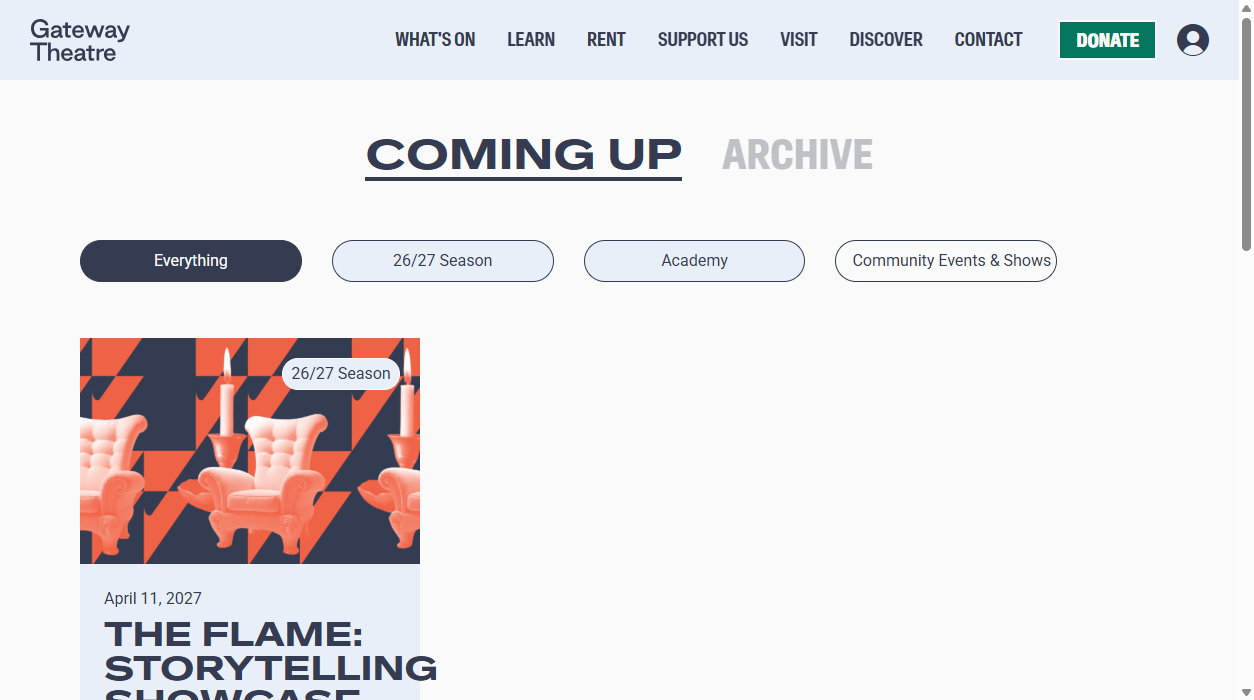 Gateway
Theatre
WHAT'S ON LEARN RENT SUPPORT US VISIT DISCOVER CONTACT DONATE
COMING UP ARCHIVE
Everything 26/27 Season Academy Community Events & Shows
26/27 Season
April 11, 2027
THE FLAME:
STORYTELLING
SHOWCASE